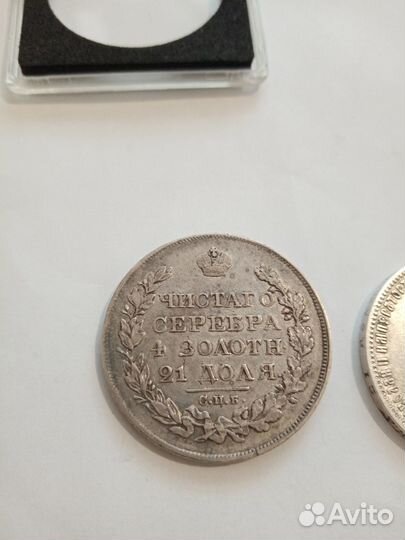 ЧИСТАГО
СЕРЕБРА
4 ЗОЛОТН
21 ДОЛЯ.
С.П.Б.
Avito